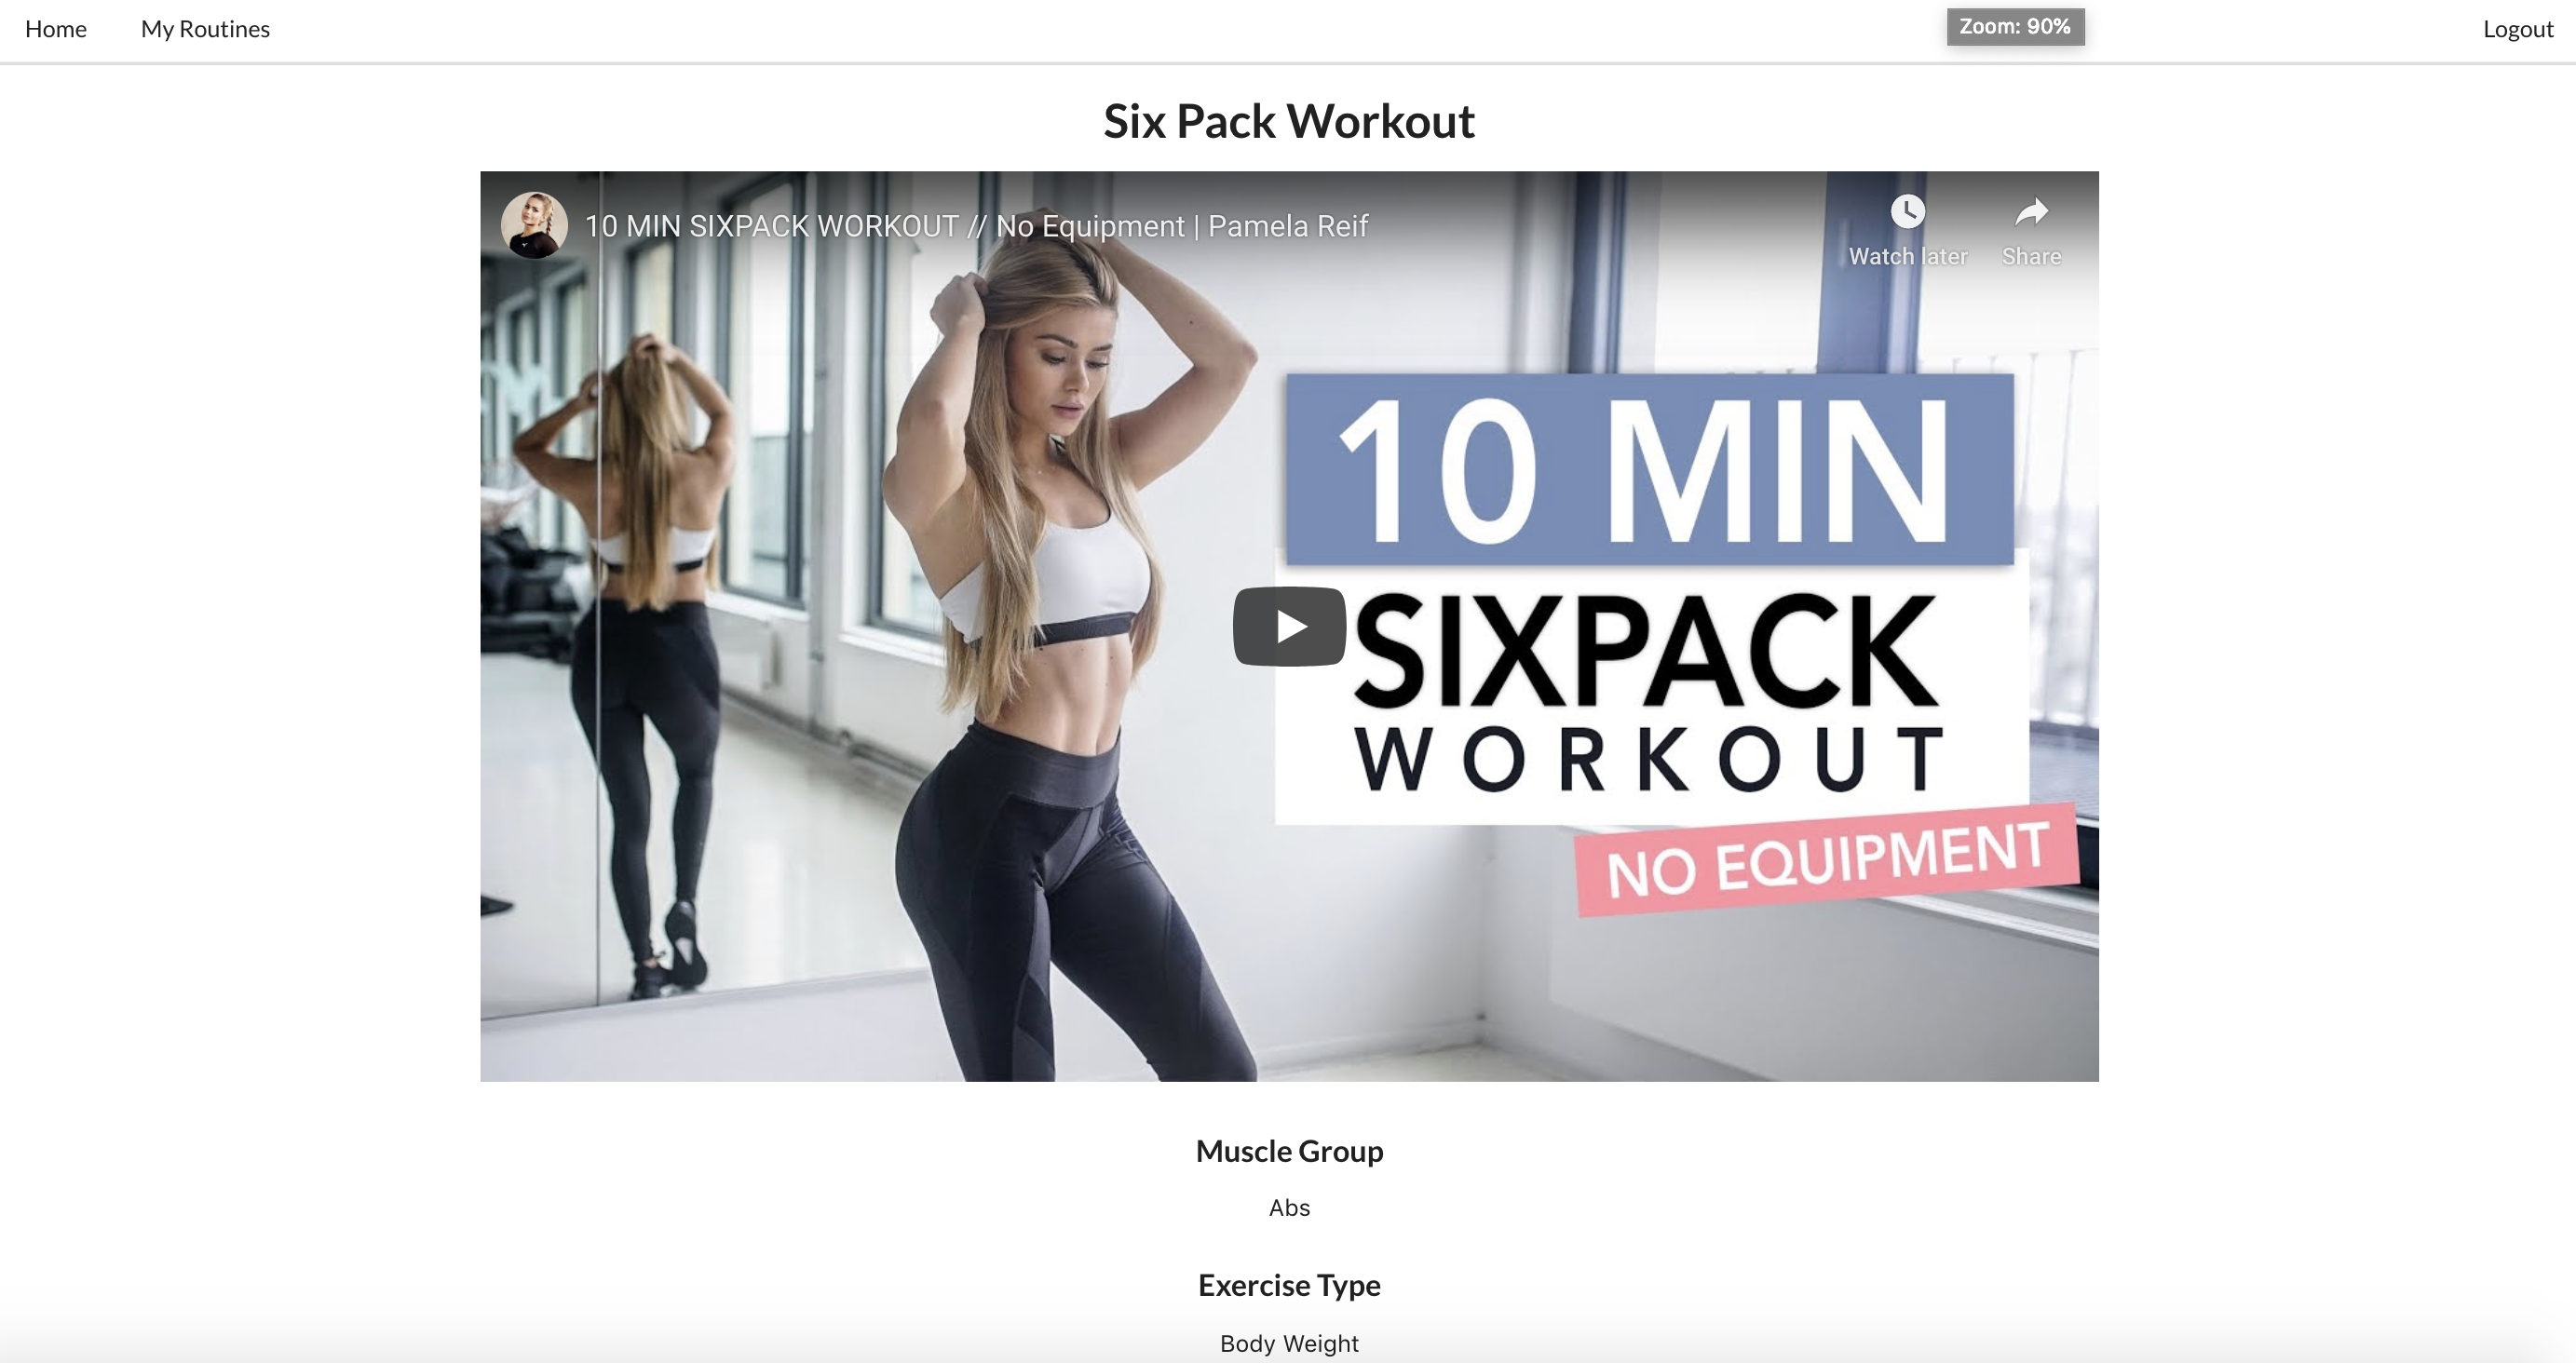 Home
My Routines
Zoom: 90%
Logout
Six Pack Workout
10 MIN SIXPACK WORKOUT // No Equipment | Pamela Reif
Watch later
Share
10 MIN
SIXPACK
WORKOUT
NO EQUIPMENT
Muscle Group
Abs
Exercise Type
Body Weight